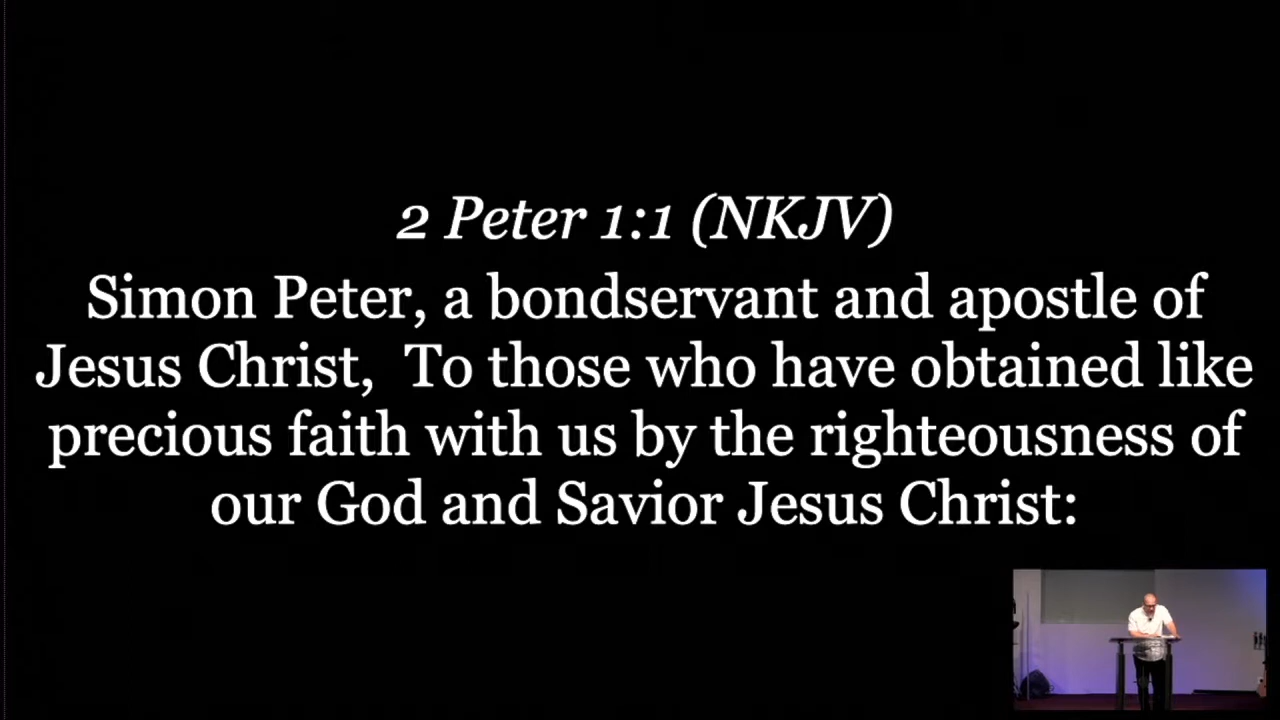 2 Peter 1:1 (NKJV)
Simon Peter, a bondservant and apostle of
Jesus Christ,  To those who have obtained like
precious faith with us by the righteousness of
our God and Savior Jesus Christ: